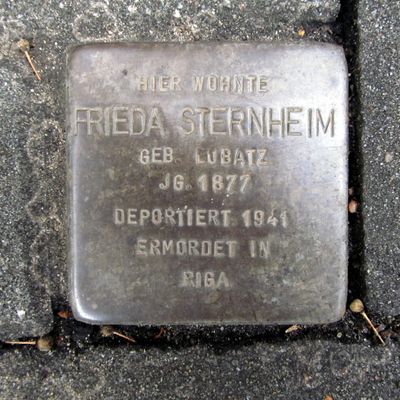 HIER WOHNTE
FRIEDA STERNHEIM
GEB. LUBATZ
JG. 1877
DEPORTIERT 1941
ERMORDET IN
RIGA